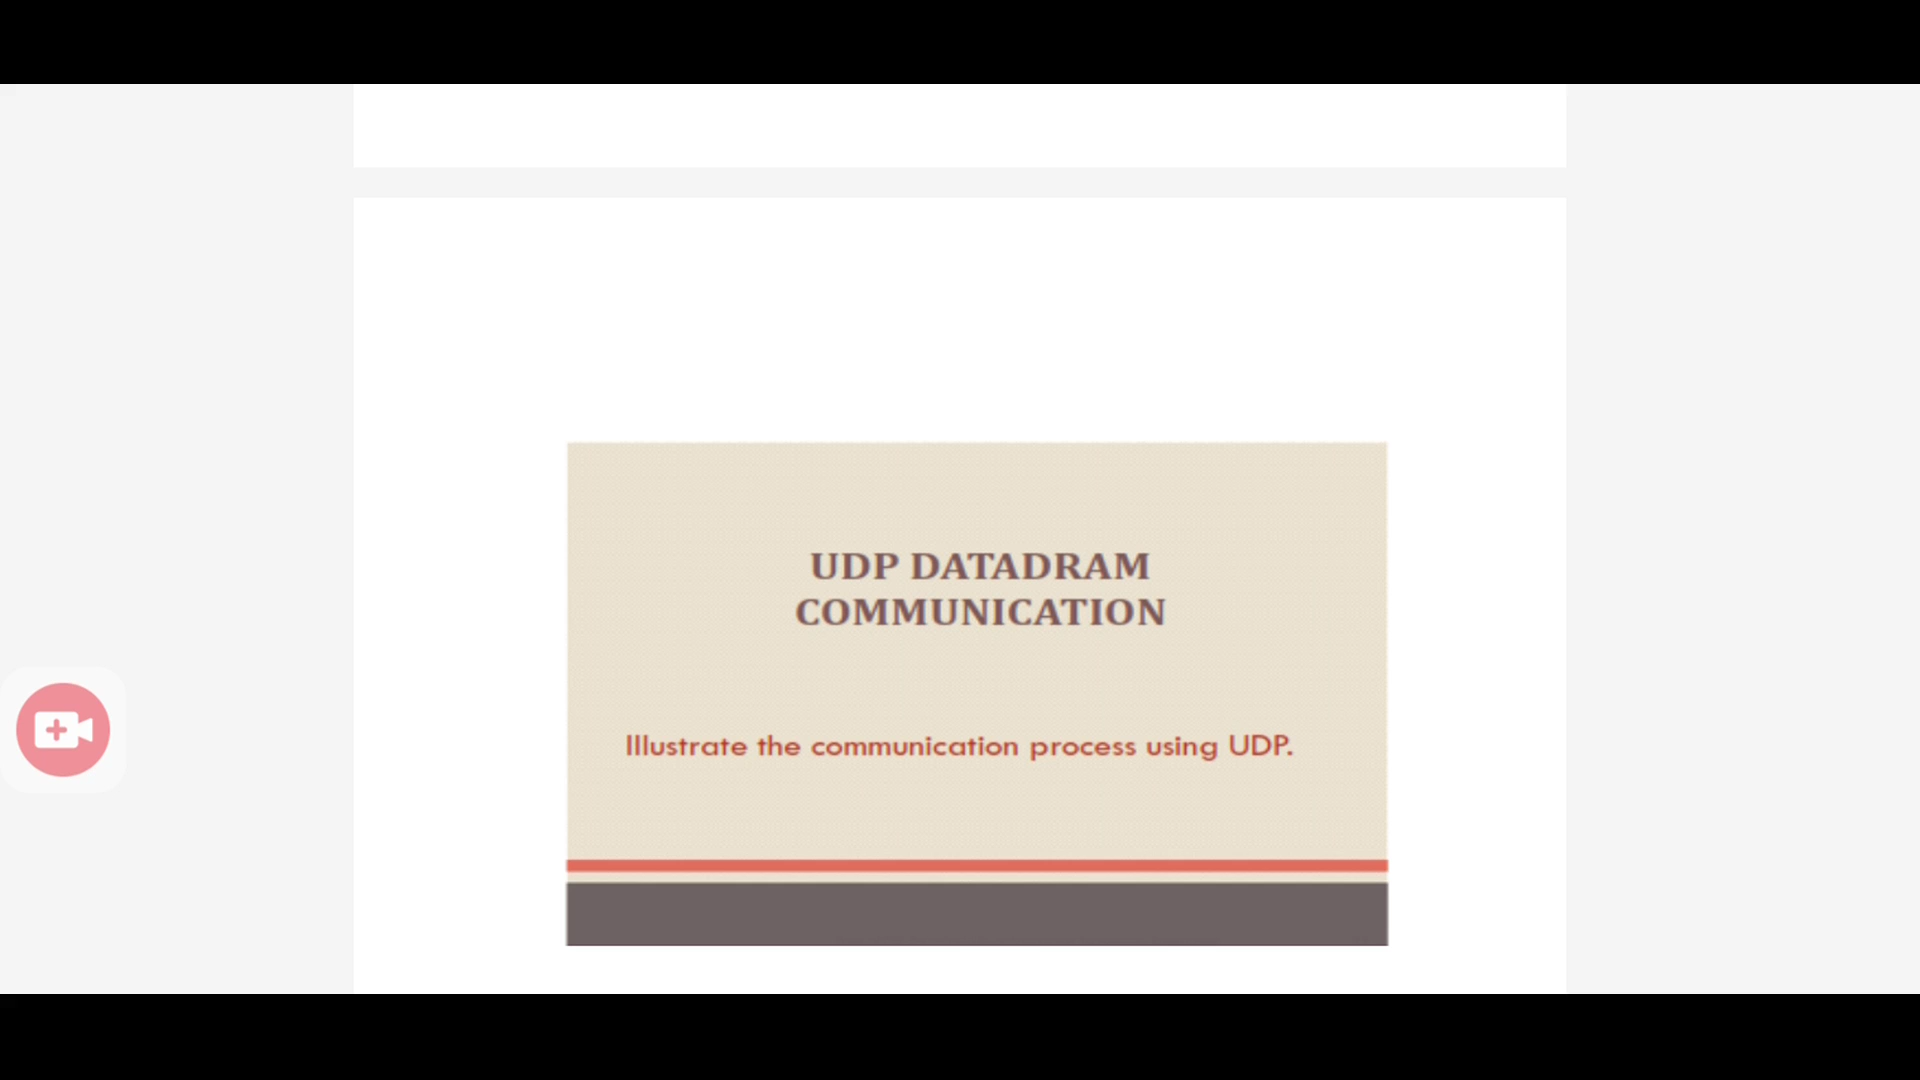 UDP DATADRAM
COMMUNICATION
Illustrate the communication process using UDP.